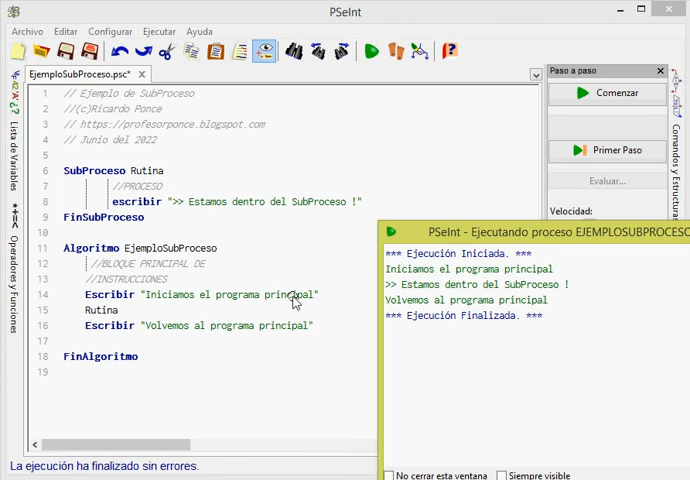 PSeInt
Archivo Editar Configurar Ejecutar Ayuda
EjemploSubProceso.psc*
Lista de Variables
Operadores y Funciones
*+=<
1 // Ejemplo de SubProceso
2 //(c)Ricardo Ponce
3 // https://profesorponce.blogspot.com
4 // Junio del 2022
5
6 SubProceso Rutina
7 //PROCESO
8 escribir ">> Estamos dentro del SubProceso !"
9 FinSubProceso
10
11 Algoritmo EjemploSubProceso
12 //BLOQUE PRINCIPAL DE
13 //INSTRUCCIONES
14 Escribir "Iniciamos el programa principal"
15 Rutina
16 Escribir "Volvemos al programa principal"
17
18 FinAlgoritmo
19
La ejecución ha finalizado sin errores.
Paso a paso
Comenzar
Primer Paso
Evaluar...
Velocidad:
Comandos y Estructuras
PSeInt - Ejecutando proceso EJEMPLOSUBPROCESO
*** Ejecución Iniciada. ***
Iniciamos el programa principal
>> Estamos dentro del SubProceso !
Volvemos al programa principal
*** Ejecución Finalizada. ***
No cerrar esta ventana Siempre visible